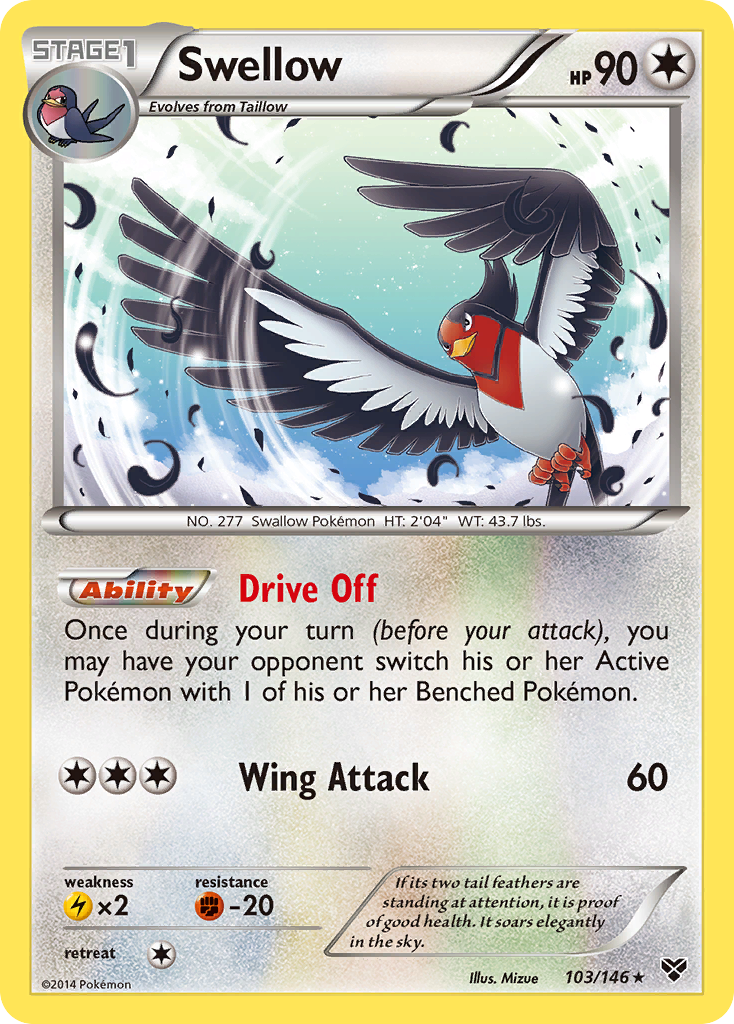 STAGE1
Swellow
HP 90
Evolves from Taillow
NO. 277 Swallow Pokémon HT: 2'04" WT: 43.7 lbs.
Ability Drive Off
Once during your turn (before your attack), you
may have your opponent switch his or her Active
Pokémon with 1 of his or her Benched Pokémon.
Wing Attack 60
weakness
×2
resistance
-20
retreat
If its two tail feathers are
standing at attention, it is proof
of good health. It soars elegantly
in the sky.
©2014 Pokémon
Illus. Mizue 103/146 ★